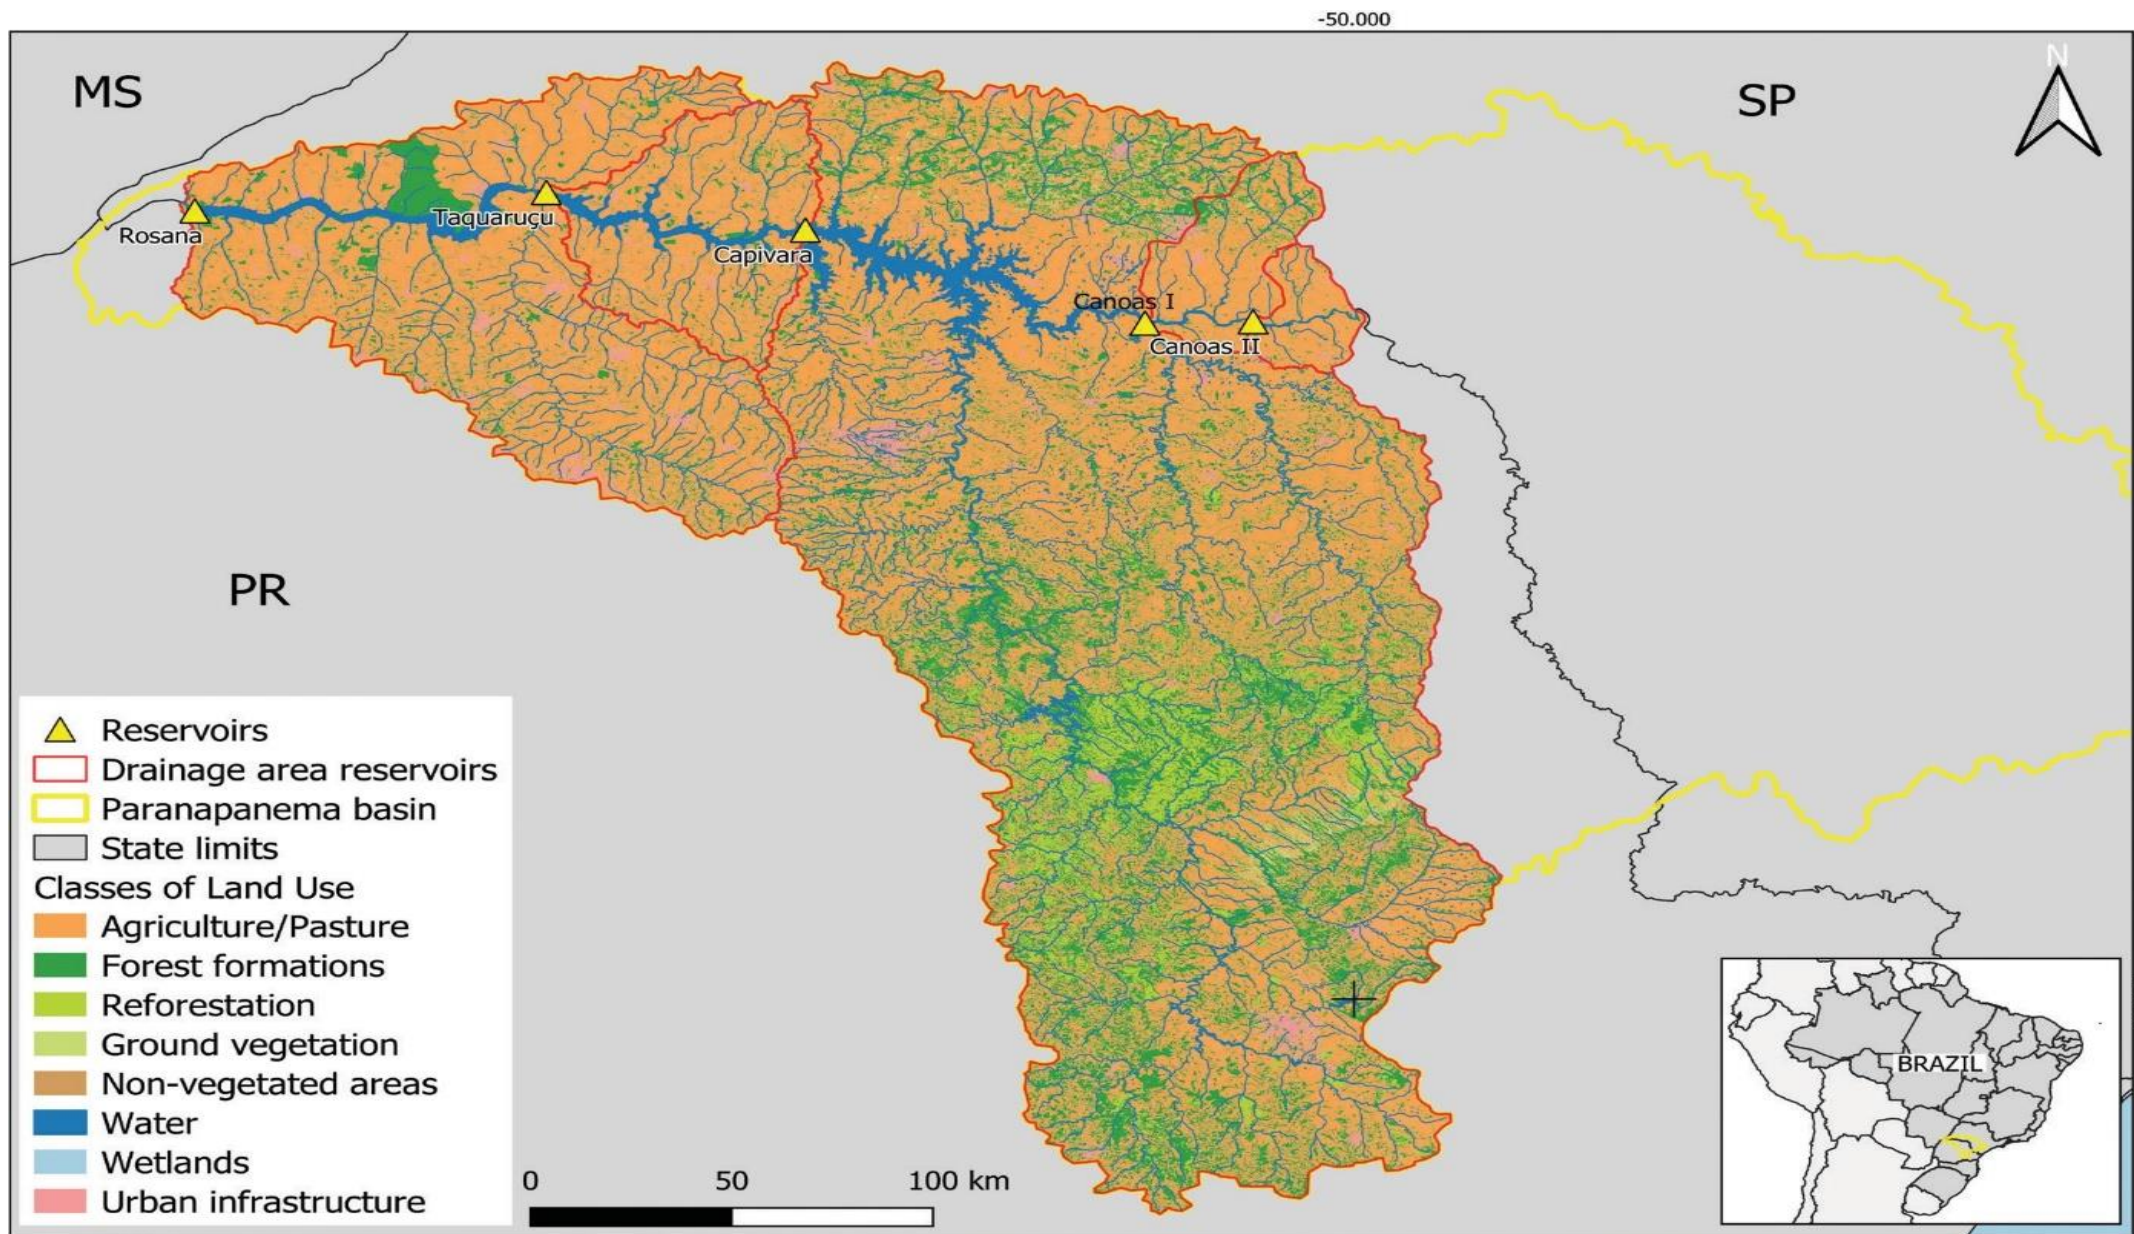 -50.000
MS
SP
N
Taquaruçu
Rosana
Capivara
Canoas I
Canoas II
PR
Reservoirs
Drainage area reservoirs
Paranapanema basin
State limits
Classes of Land Use
Agriculture/Pasture
Forest formations
Reforestation
Ground vegetation
Non-vegetated areas
Water
Wetlands
Urban infrastructure
0 50 100 km
BRAZIL